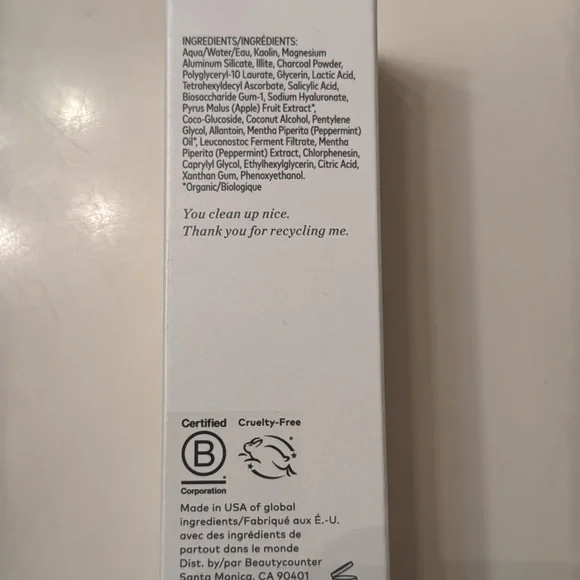 INGREDIENTS/INGRÉDIENTS:
Aqua/Water/Eau, Kaolin, Magnesium
Aluminum Silicate, Illite, Charcoal Powder,
Polyglyceryl-10 Laurate, Glycerin, Lactic Acid,
Tetrahexyldecyl Ascorbate, Salicylic Acid,
Biosaccharide Gum-1, Sodium Hyaluronate,
Pyrus Malus (Apple) Fruit Extract*,
Coco-Glucoside, Coconut Alcohol, Pentylene
Glycol, Allantoin, Mentha Piperita (Peppermint)
Oil*, Leuconostoc Ferment Filtrate, Mentha
Piperita (Peppermint) Extract, Chlorphenesin,
Caprylyl Glycol, Ethylhexylglycerin, Citric Acid,
Xanthan Gum, Phenoxyethanol.
*Organic/Biologique
You clean up nice.
Thank you for recycling me.
Certified
B
Corporation
Cruelty-Free
Made in USA of global
ingredients/Fabriqué aux É.-U.
avec des ingrédients de
partout dans le monde
Dist. by/par Beautycounter
Santa Monica, CA 90401